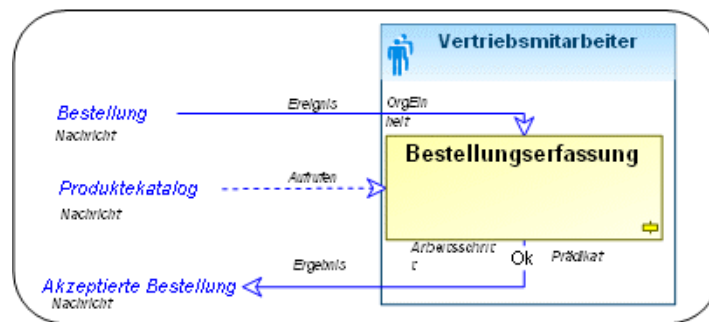 Vertriebsmitarbeiter
Ereignis
OrgEin
heit
Bestellung
Nachricht
Bestellungserfassung
Aufrufen
Produktekatalog
Nachricht
Arbeitsschrit
t
Ok
Prädikat
Ergebnis
Akzeptierte Bestellung
Nachricht